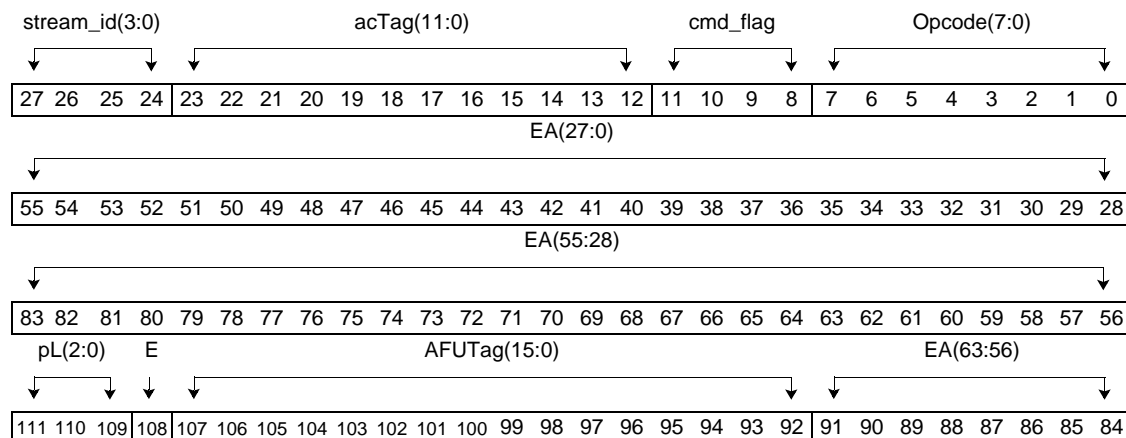 stream_id(3:0) acTag(11:0) cmd_flag Opcode(7:0)
27 26 25 24 23 22 21 20 19 18 17 16 15 14 13 12 11 10 9 8 7 6 5 4 3 2 1 0
EA(27:0)
55 54 53 52 51 50 49 48 47 46 45 44 43 42 41 40 39 38 37 36 35 34 33 32 31 30 29 28
EA(55:28)
83 82 81 80 79 78 77 76 75 74 73 72 71 70 69 68 67 66 65 64 63 62 61 60 59 58 57 56
pL(2:0) E AFUTag(15:0) EA(63:56)
111 110 109 108 107 106 105 104 103 102 101 100 99 98 97 96 95 94 93 92 91 90 89 88 87 86 85 84